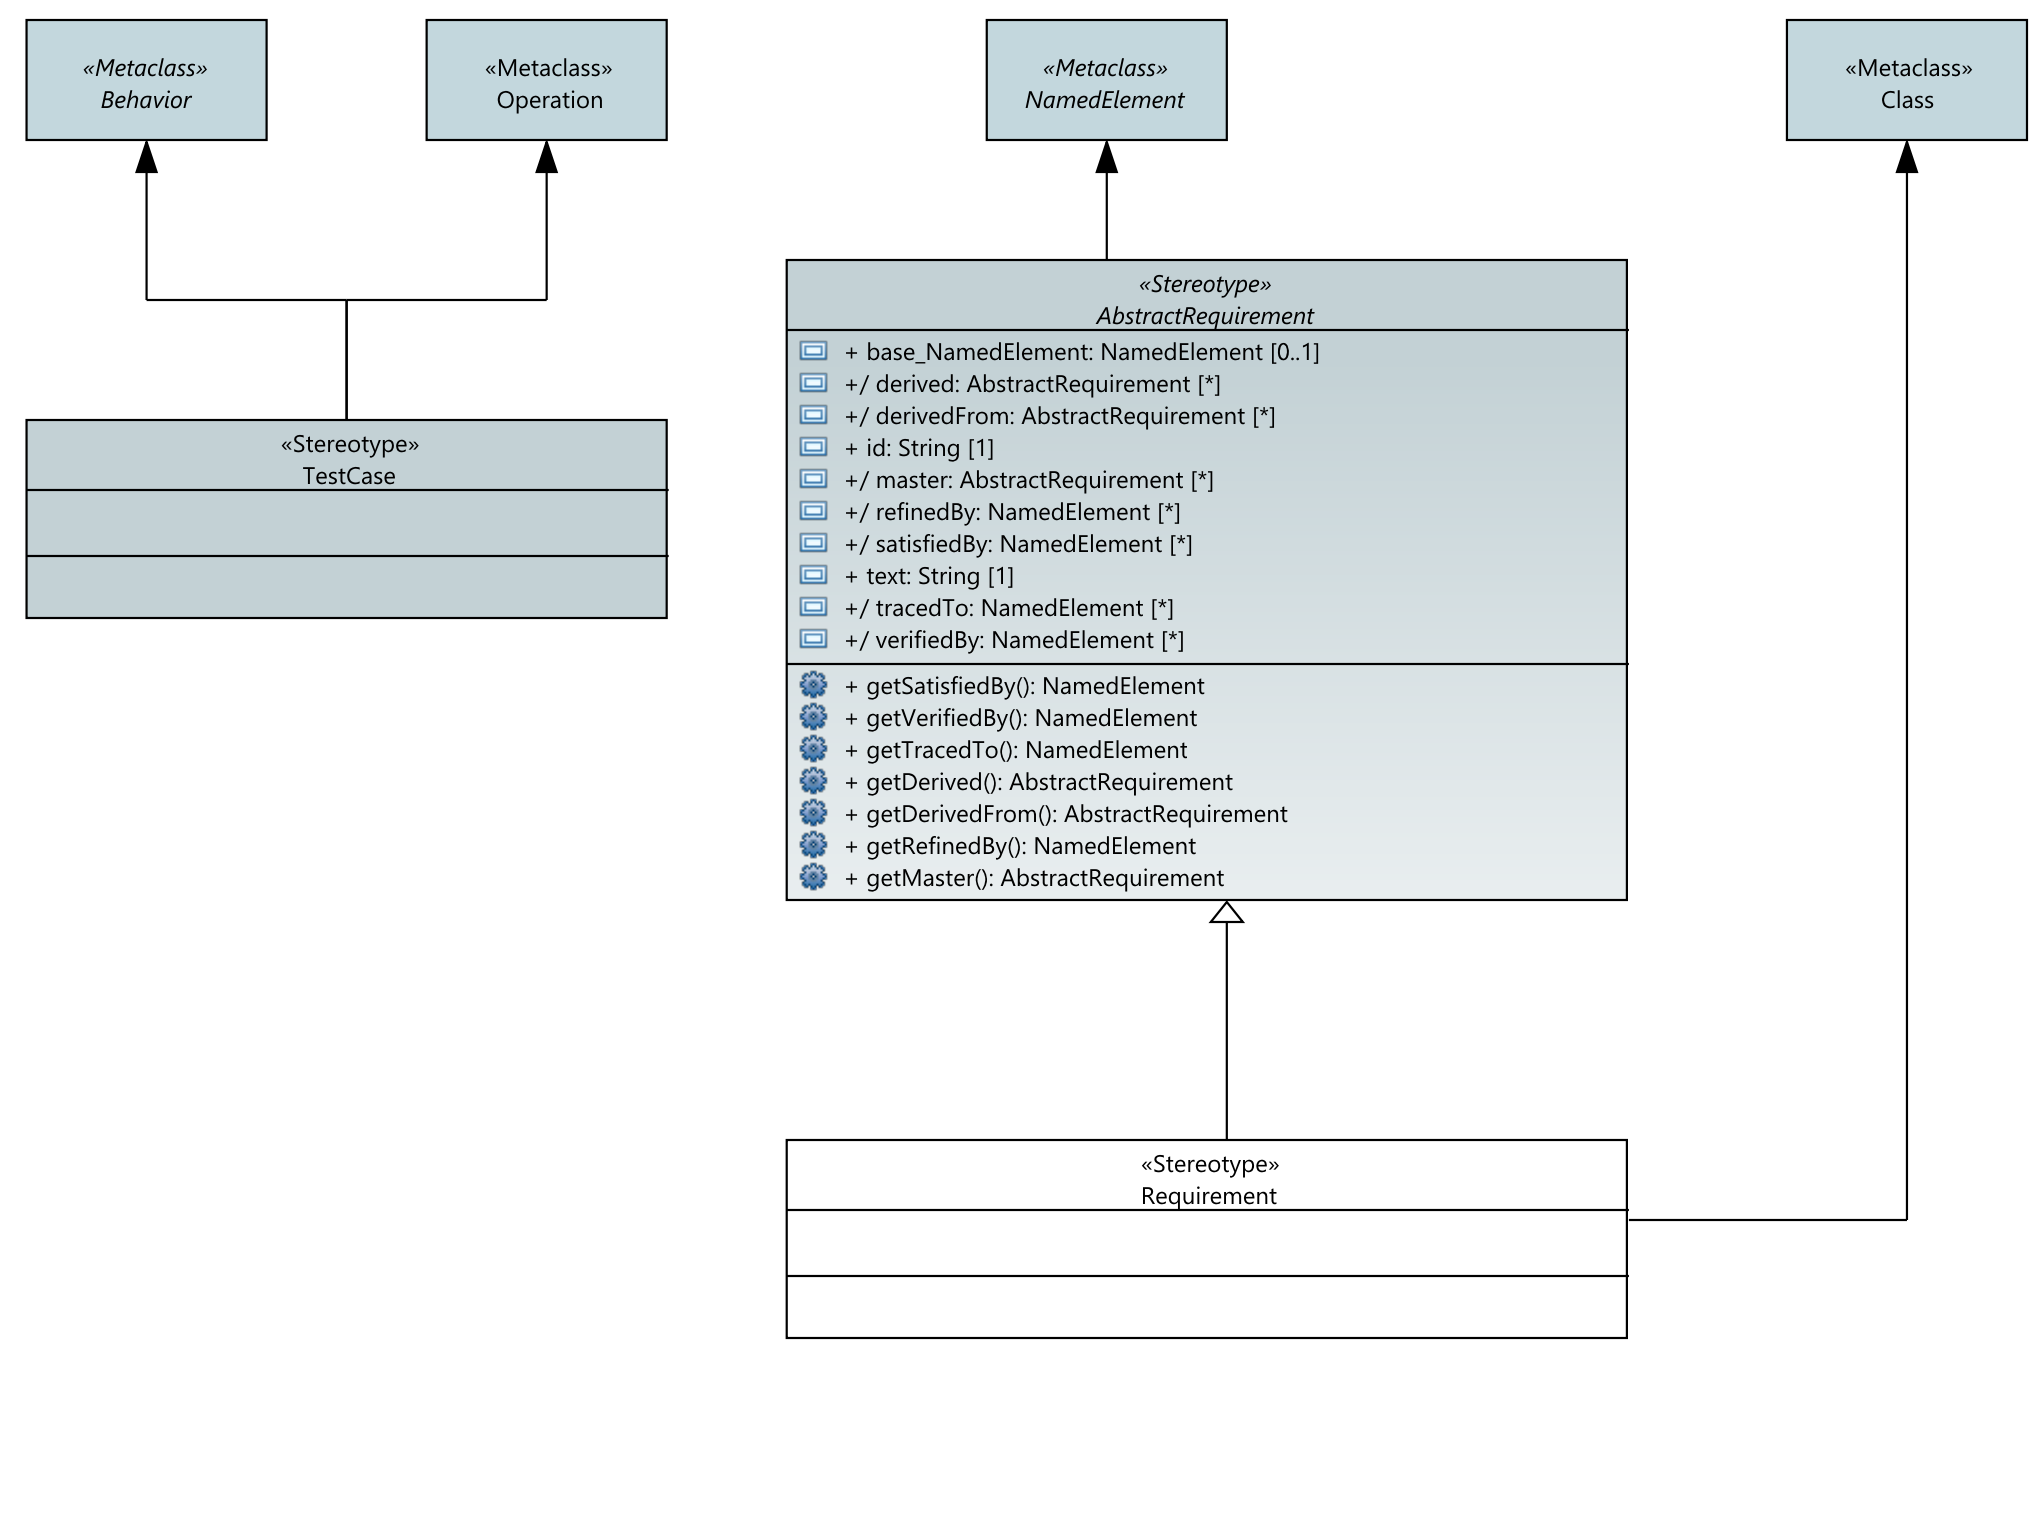 «Metaclass»
Behavior
«Metaclass»
Operation
«Metaclass»
NamedElement
«Metaclass»
Class
«Stereotype»
TestCase
«Stereotype»
AbstractRequirement
+ base_NamedElement: NamedElement [0..1]
+/ derived: AbstractRequirement [*]
+/ derivedFrom: AbstractRequirement [*]
+ id: String [1]
+/ master: AbstractRequirement [*]
+/ refinedBy: NamedElement [*]
+/ satisfiedBy: NamedElement [*]
+ text: String [1]
+/ tracedTo: NamedElement [*]
+/ verifiedBy: NamedElement [*]
+ getSatisfiedBy(): NamedElement
+ getVerifiedBy(): NamedElement
+ getTracedTo(): NamedElement
+ getDerived(): AbstractRequirement
+ getDerivedFrom(): AbstractRequirement
+ getRefinedBy(): NamedElement
+ getMaster(): AbstractRequirement
«Stereotype»
Requirement